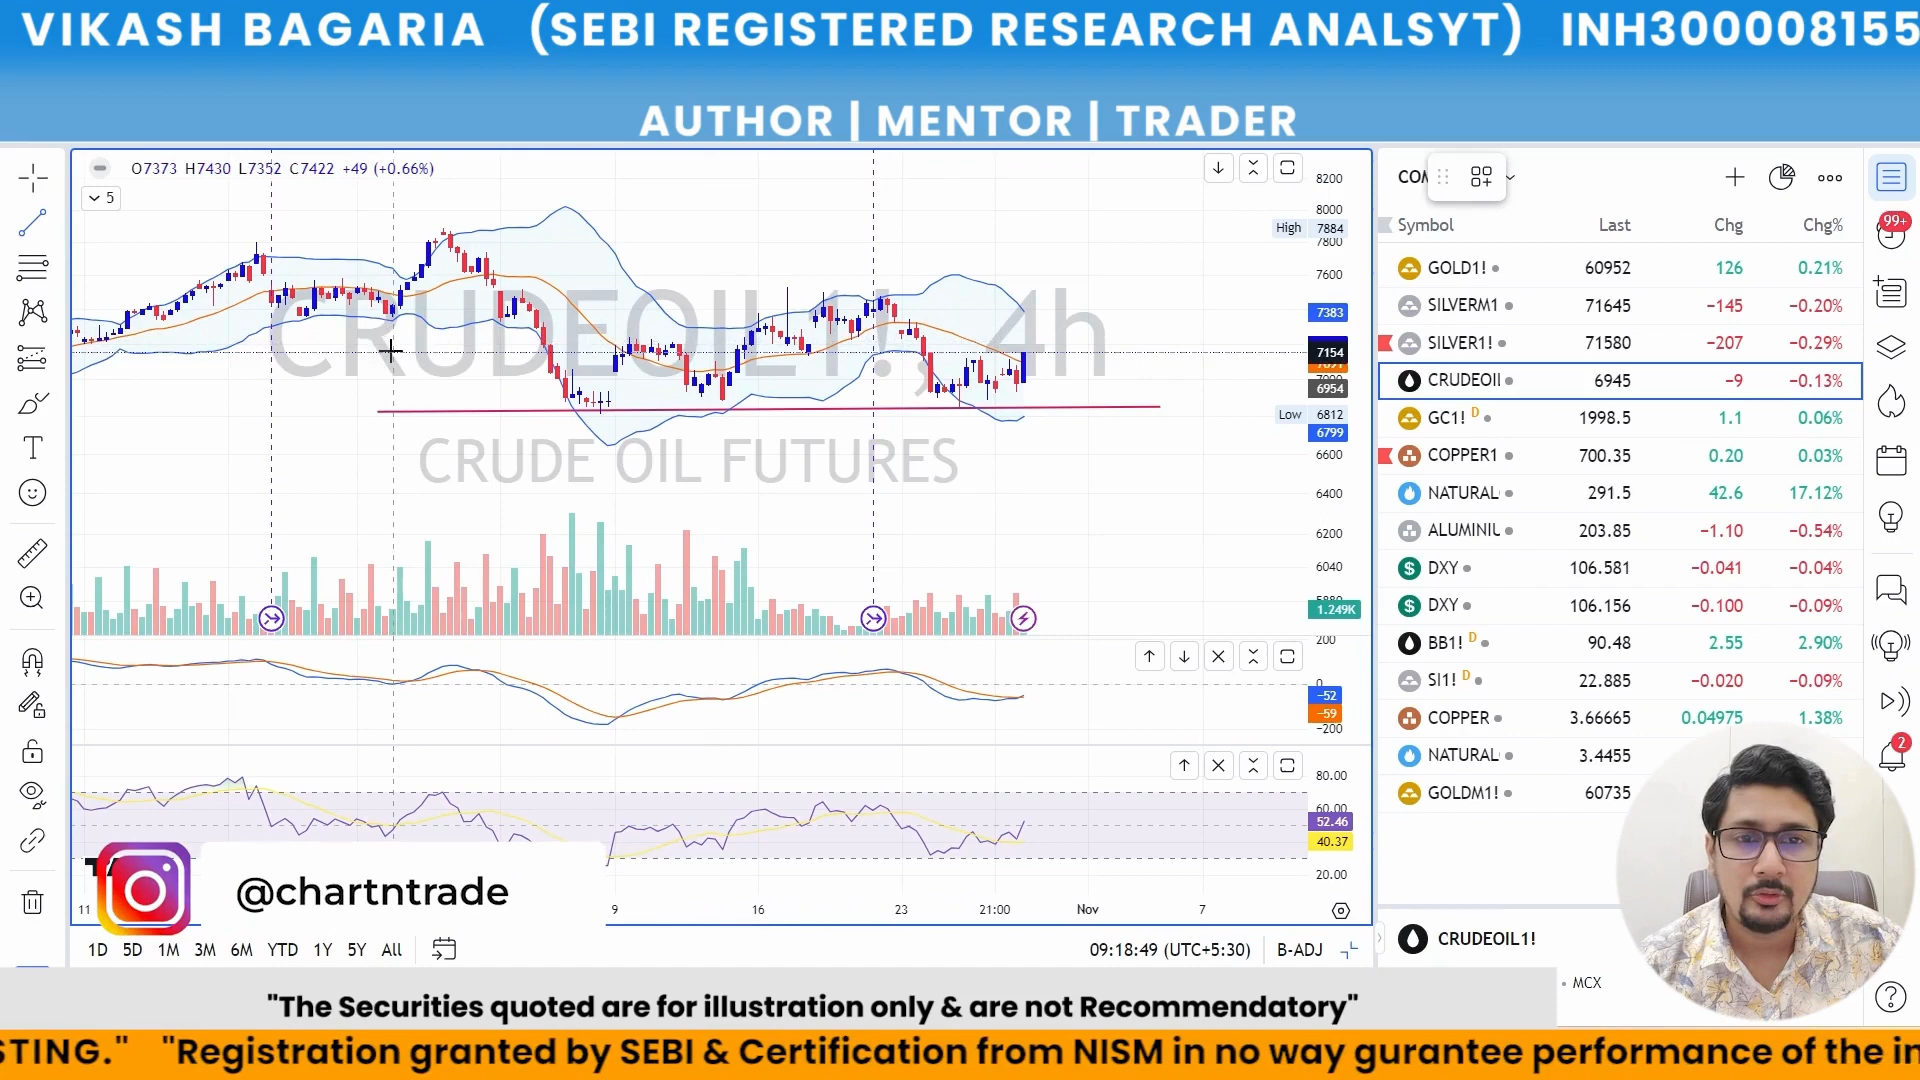 VIKASH BAGARIA (SEBI REGISTERED RESEARCH ANALSYT) INH300008155
AUTHOR | MENTOR | TRADER
O7373 H7430 L7352 C7422 +49 (+0.66%)
5
CRUDEOIL1!, 4h
CRUDE OIL FUTURES
8200
8000
High 7884
7800
7600
7383
7154
6954
Low 6812
6799
6600
6400
6200
6040
1.249K
200
0
-52
-59
-200
80.00
60.00
52.46
40.37
20.00
11 9 16 23 21:00 Nov 7
@chartntrade
1D 5D 1M 3M 6M YTD 1Y 5Y All
09:18:49 (UTC+5:30) B-ADJ
COM
Symbol Last Chg Chg%
GOLD1! 60952 126 0.21%
SILVERM1 71645 −145 −0.20%
SILVER1! 71580 −207 −0.29%
CRUDEOIL 6945 −9 −0.13%
GC1! D 1998.5 1.1 0.06%
COPPER1 700.35 0.20 0.03%
NATURAL 291.5 42.6 17.12%
ALUMINIU 203.85 −1.10 −0.54%
DXY 106.581 −0.041 −0.04%
DXY 106.156 −0.100 −0.09%
BB1! D 90.48 2.55 2.90%
SI1! D 22.885 −0.020 −0.09%
COPPER 3.66665 0.04975 1.38%
NATURAL 3.4455
GOLDM1! 60735
CRUDEOIL1!
MCX
99+
2
"The Securities quoted are for illustration only & are not Recommendatory"
STING." "Registration granted by SEBI & Certification from NISM in no way gurantee performance of the in